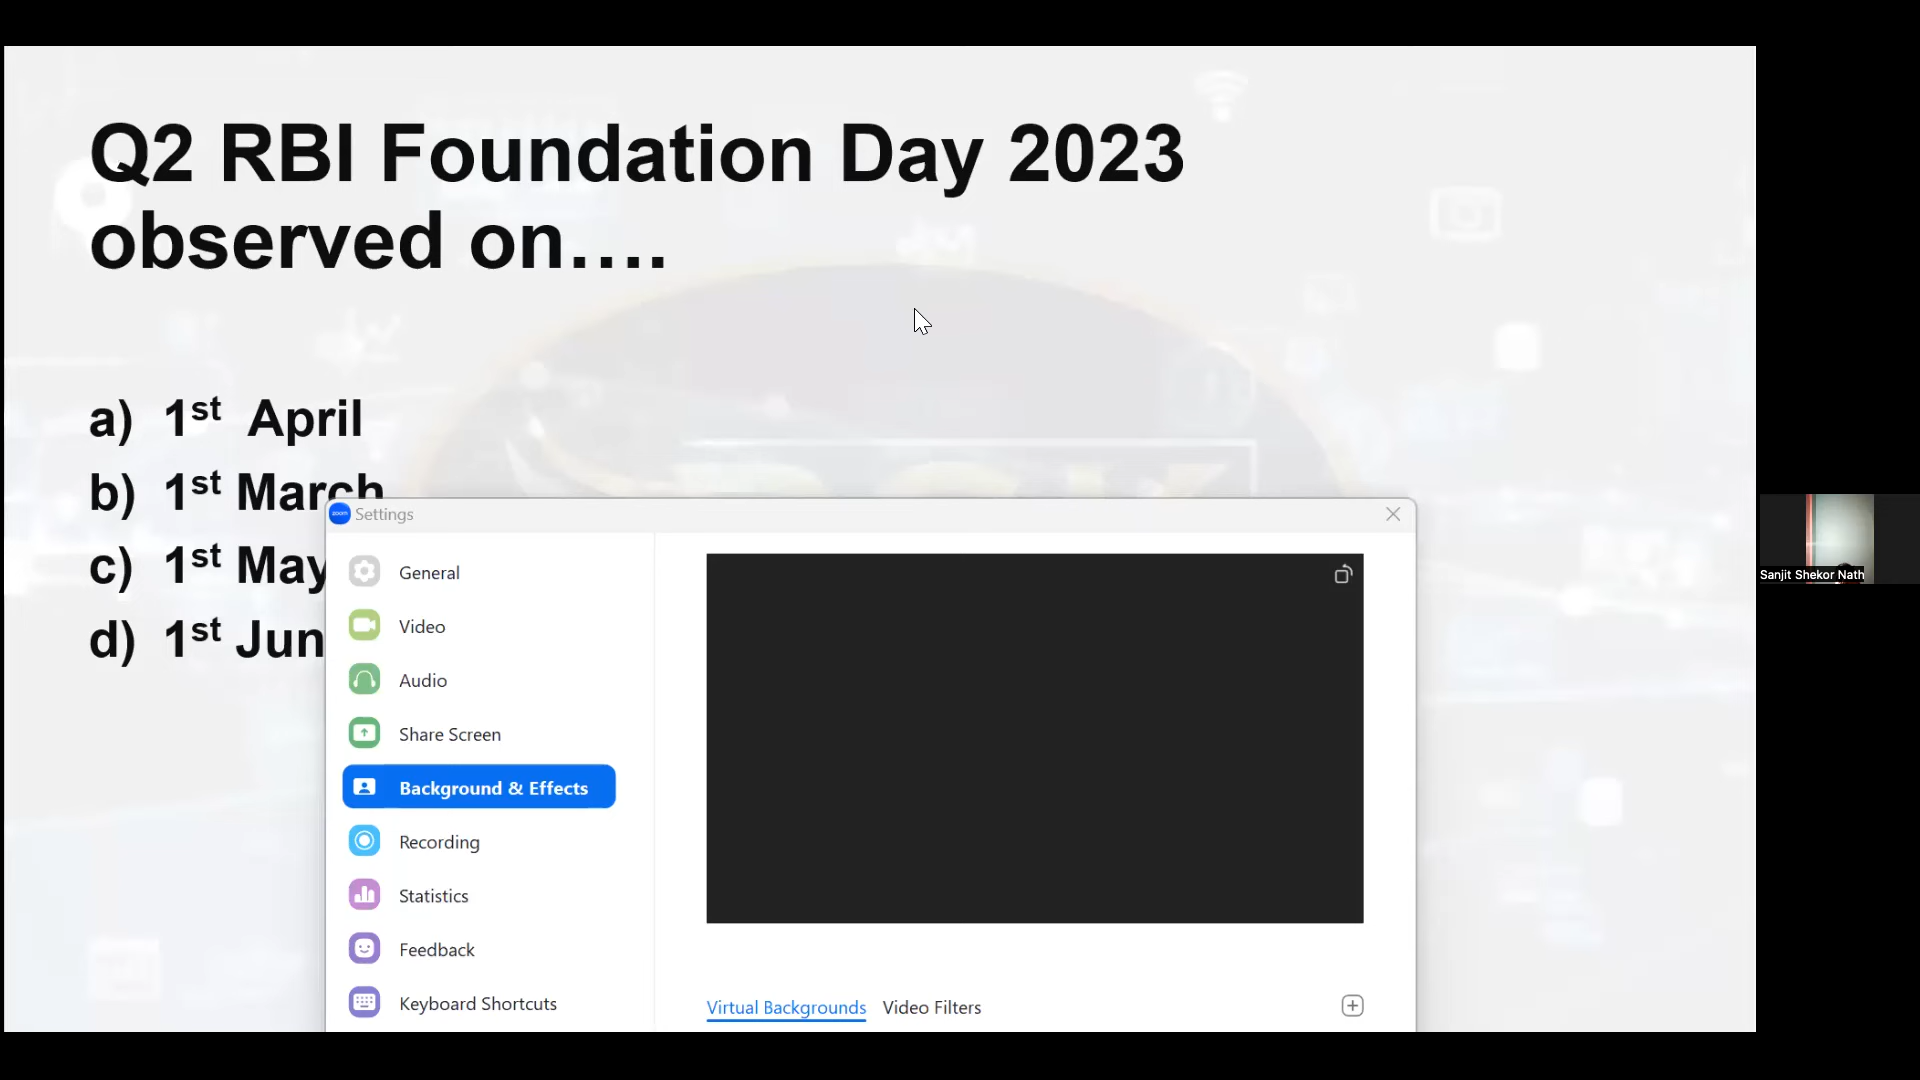 Q2 RBI Foundation Day 2023
observed on….
a) 1st April
b) 1st March
c) 1st May
d) 1st Jun
zoom Settings
General
Video
Audio
Share Screen
Background & Effects
Recording
Statistics
Feedback
Keyboard Shortcuts
Virtual Backgrounds Video Filters
Sanjit Shekor Nath